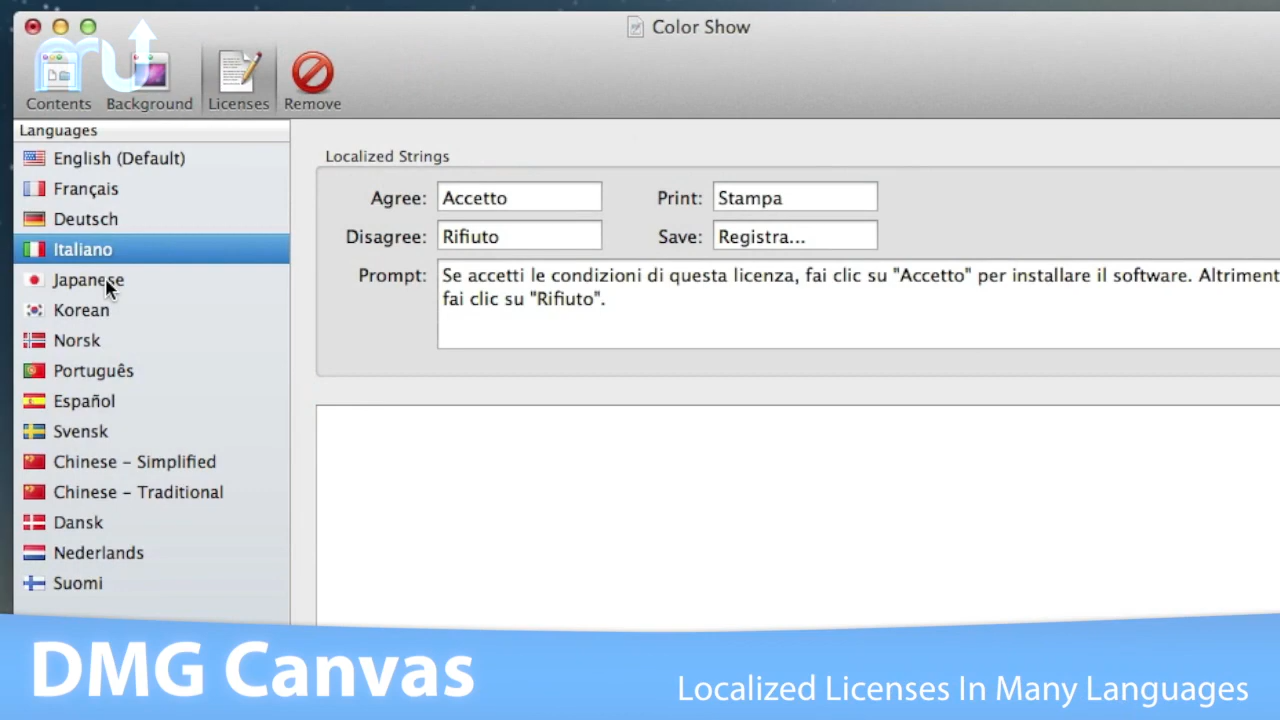 Color Show
Contents Background Licenses Remove
Languages
English (Default)
Français
Deutsch
Italiano
Japanese
Korean
Norsk
Português
Español
Svensk
Chinese – Simplified
Chinese – Traditional
Dansk
Nederlands
Suomi
Localized Strings
Agree: Accetto Print: Stampa
Disagree: Rifiuto Save: Registra...
Prompt: Se accetti le condizioni di questa licenza, fai clic su "Accetto" per installare il software. Altriment
fai clic su "Rifiuto".
DMG Canvas
Localized Licenses In Many Languages